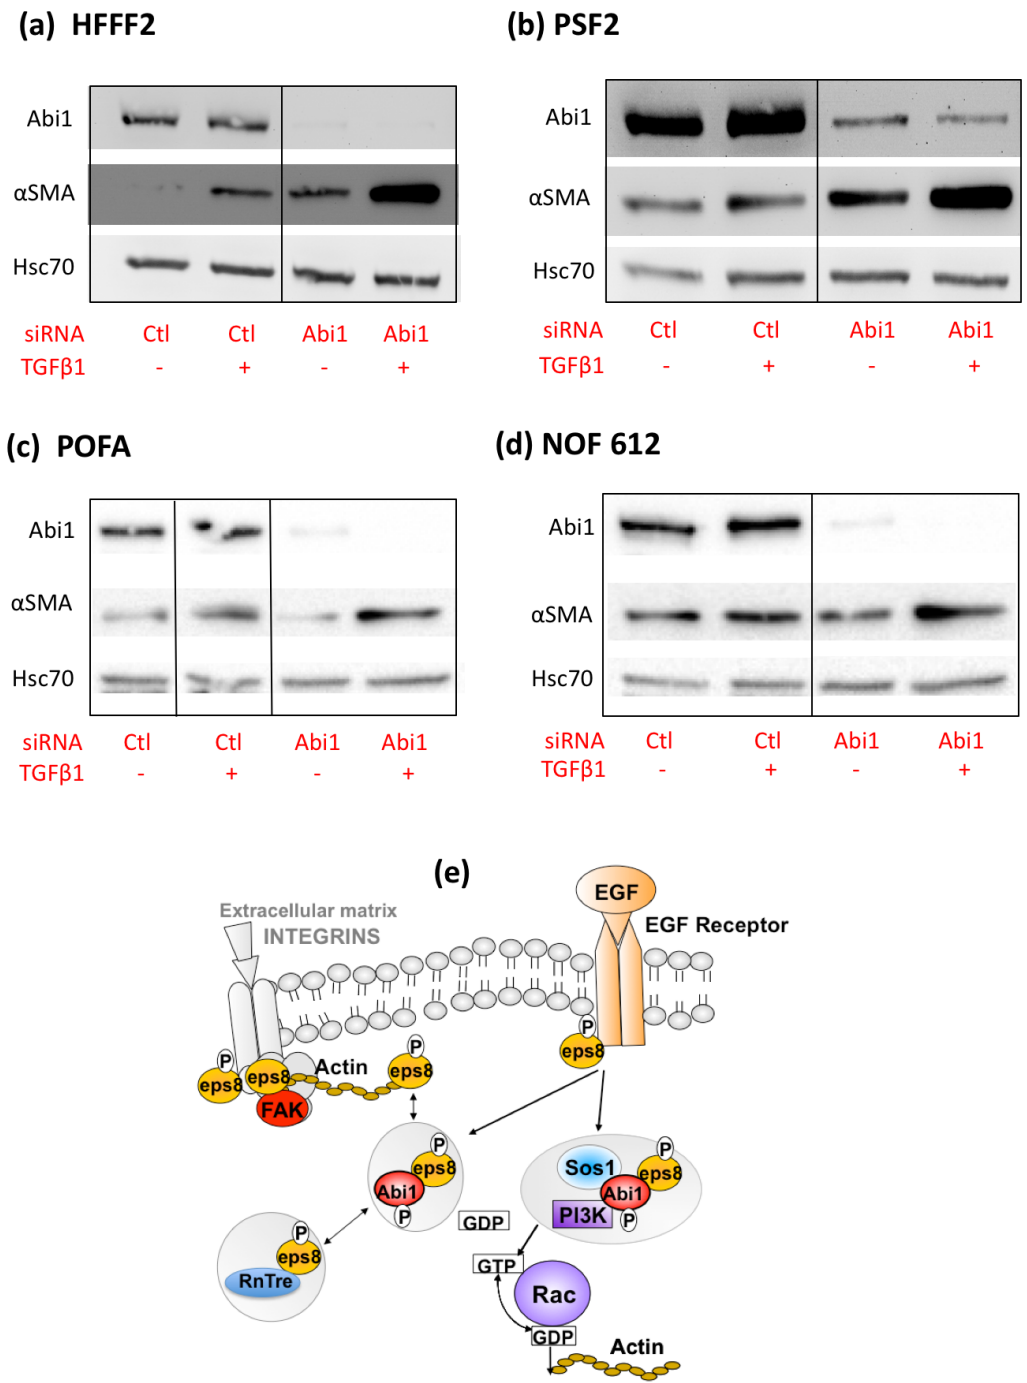 (a) HFFF2
Abi1
αSMA
Hsc70
siRNA Ctl Ctl Abi1 Abi1
TGFβ1 - + - +
(b) PSF2
Abi1
αSMA
Hsc70
siRNA Ctl Ctl Abi1 Abi1
TGFβ1 - + - +
(c) POFA
Abi1
αSMA
Hsc70
siRNA Ctl Ctl Abi1 Abi1
TGFβ1 - + - +
(d) NOF 612
Abi1
αSMA
Hsc70
siRNA Ctl Ctl Abi1 Abi1
TGFβ1 - + - +
(e)
EGF
EGF Receptor
Extracellular matrix
INTEGRINS
P
eps8
P
eps8
eps8
FAK
Actin
P
eps8
P
eps8
Abi1
P
Sos1
P
eps8
Abi1
PI3K
P
P
eps8
RnTre
GDP
GTP
Rac
GDP
Actin